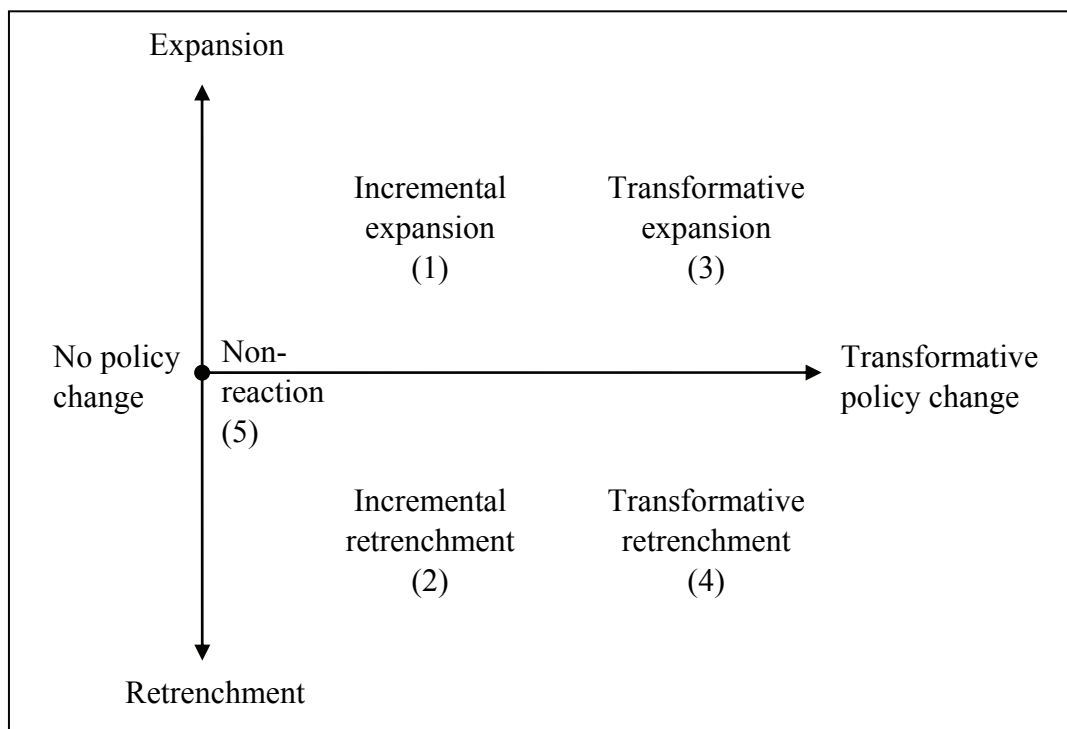 Expansion
Incremental
expansion
(1)
Transformative
expansion
(3)
No policy
change
Non-
reaction
(5)
Transformative
policy change
Incremental
retrenchment
(2)
Transformative
retrenchment
(4)
Retrenchment